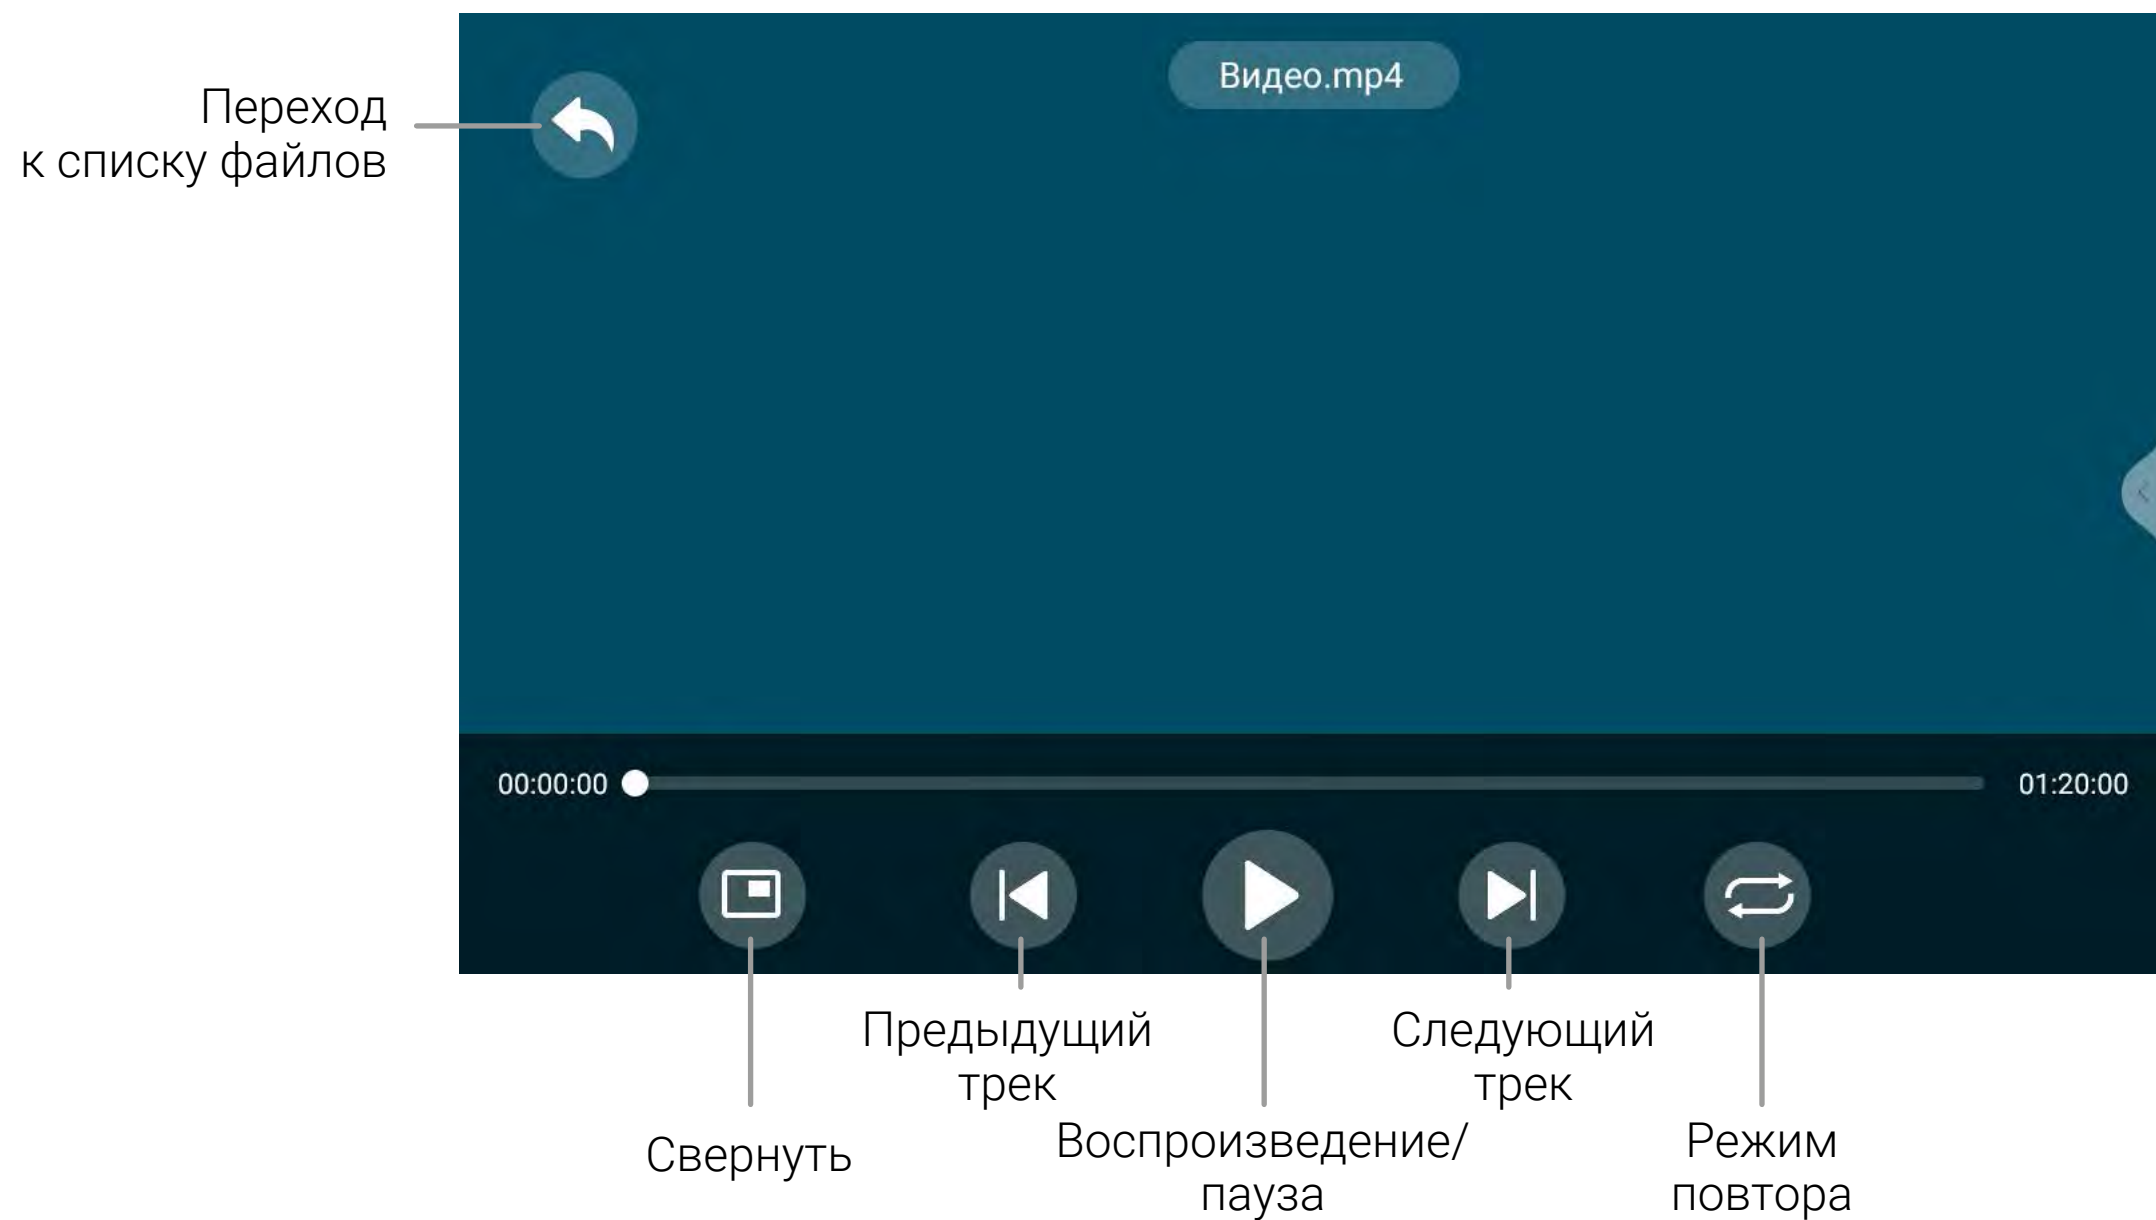 Видео.mp4
Переход
к списку файлов
00:00:00
01:20:00
Предыдущий
трек
Следующий
трек
Свернуть
Воспроизведение/
пауза
Режим
повтора